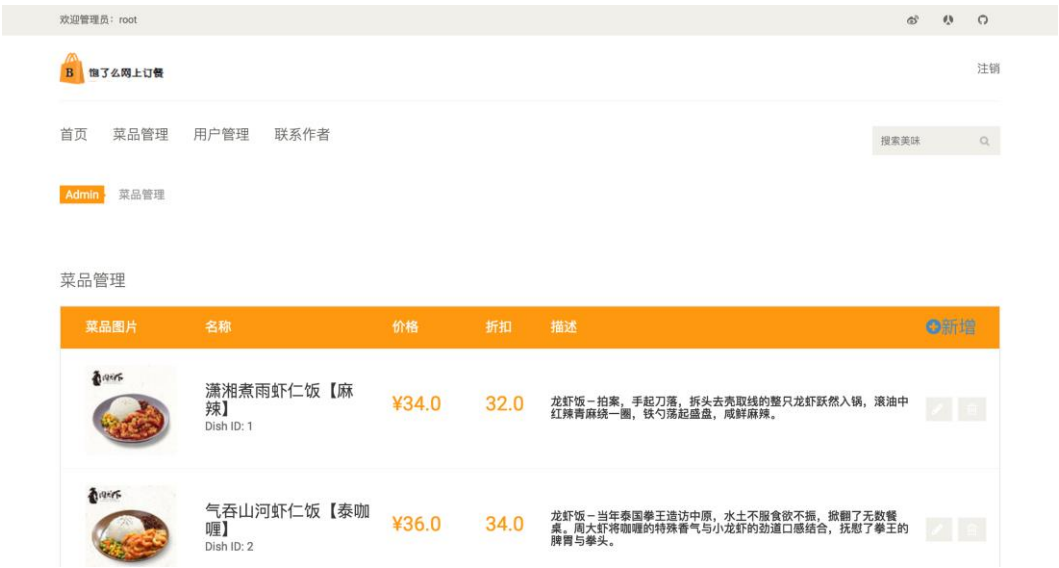 欢迎管理员：root
B 饱了么网上订餐
注销
首页 菜品管理 用户管理 联系作者
搜索美味
Admin 菜品管理
菜品管理
菜品图片 名称 价格 折扣 描述 新增
潇湘煮雨虾仁饭【麻
辣】
Dish ID: 1
¥34.0 32.0
龙虾饭－拍案，手起刀落，拆头去壳取线的整只龙虾跃然入锅，滚油中
红辣青麻绕一圈，铁勺荡起盛盘，咸鲜麻辣。
气吞山河虾仁饭【泰咖
喱】
Dish ID: 2
¥36.0 34.0
龙虾饭－当年泰国拳王造访中原，水土不服食欲不振，掀翻了无数餐
桌。周大虾将咖喱的特殊香气与小龙虾的劲道口感结合，抚慰了拳王的
脾胃与拳头。